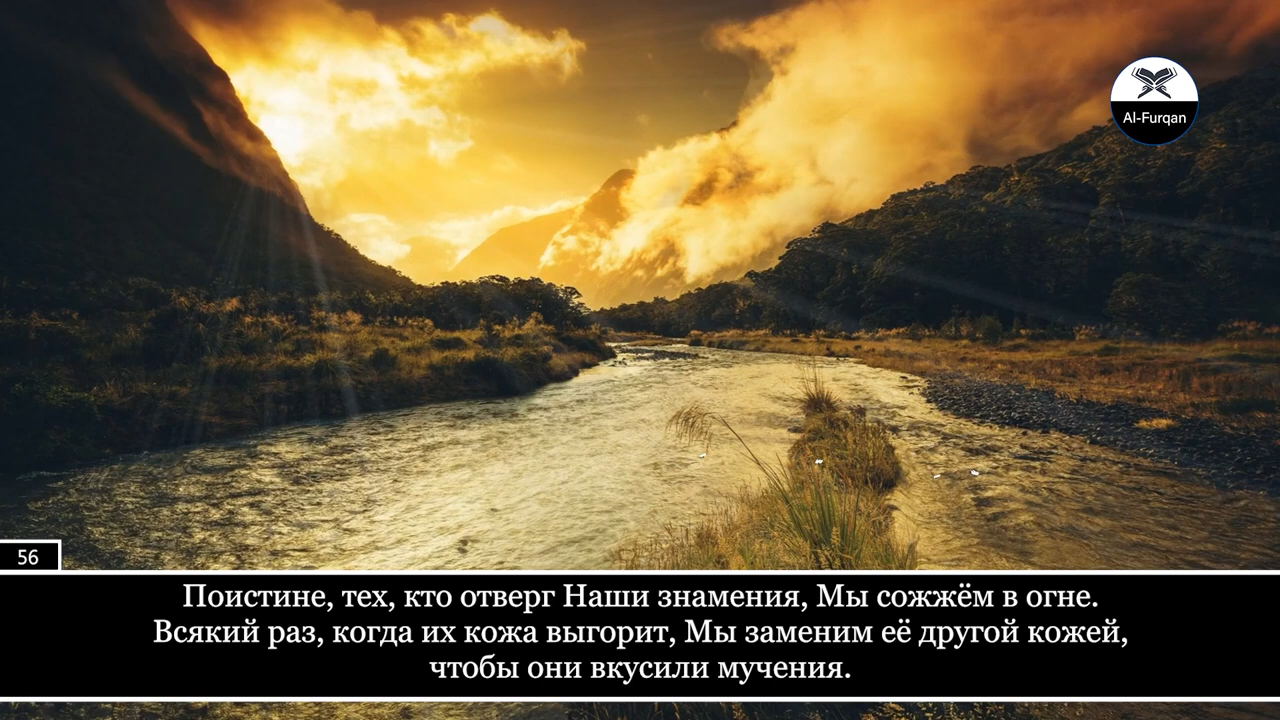 Al-Furqan
56
Поистине, тех, кто отверг Наши знамения, Мы сожжём в огне.
Всякий раз, когда их кожа выгорит, Мы заменим её другой кожей,
чтобы они вкусили мучения.